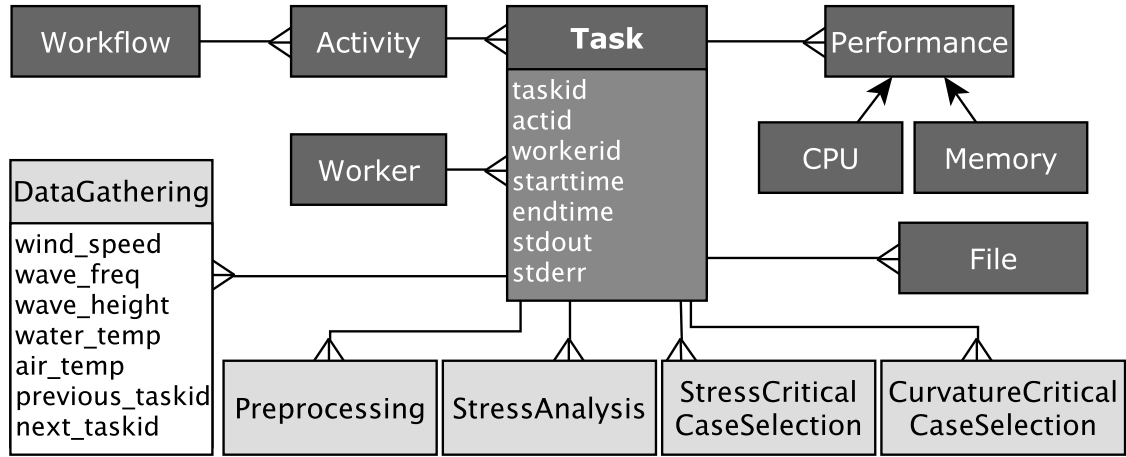 Workflow
Activity
Task
Performance
taskid
actid
workerid
starttime
endtime
stdout
stderr
Worker
CPU
Memory
DataGathering
wind_speed
wave_freq
wave_height
water_temp
air_temp
previous_taskid
next_taskid
File
Preprocessing
StressAnalysis
StressCritical
CaseSelection
CurvatureCritical
CaseSelection